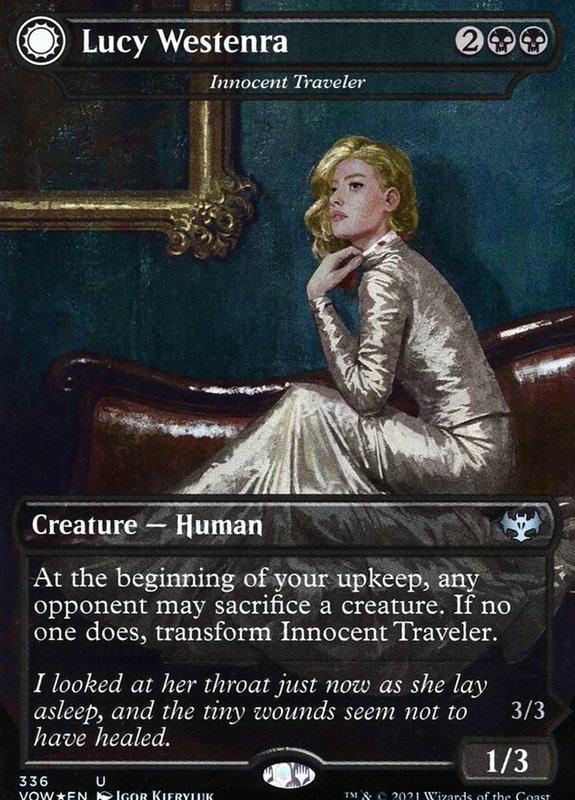 Lucy Westenra 2
Innocent Traveler
Creature — Human
At the beginning of your upkeep, any
opponent may sacrifice a creature. If no
one does, transform Innocent Traveler.
I looked at her throat just now as she lay
asleep, and the tiny wounds seem not to
have healed.
3/3
1/3
336 U
VOW★EN Igor Kieryluk
™ & © 2021 Wizards of the Coast